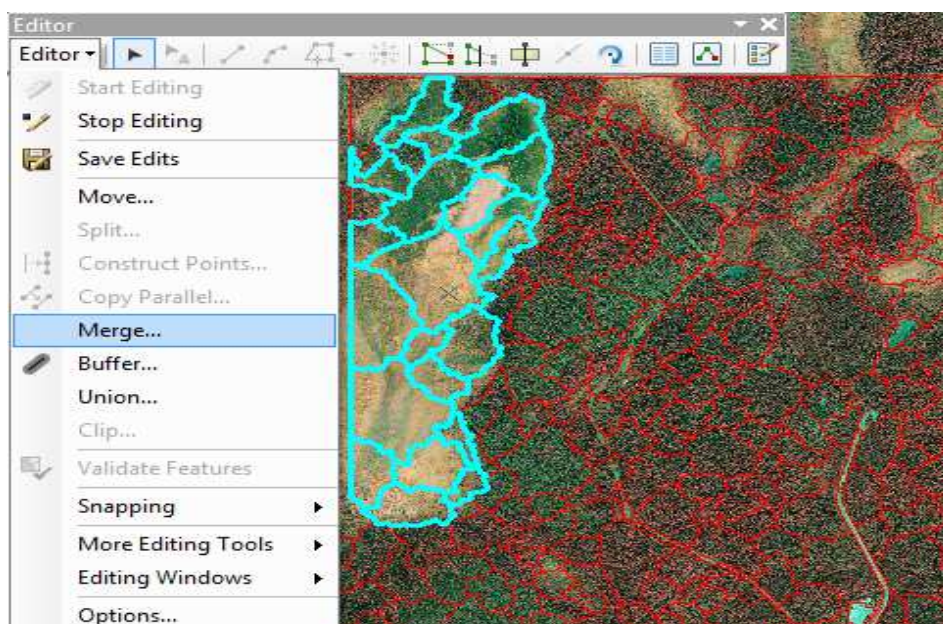 Editor
Editor
Start Editing
Stop Editing
Save Edits
Move...
Split...
Construct Points...
Copy Parallel...
Merge...
Buffer...
Union...
Clip...
Validate Features
Snapping
More Editing Tools
Editing Windows
Options...